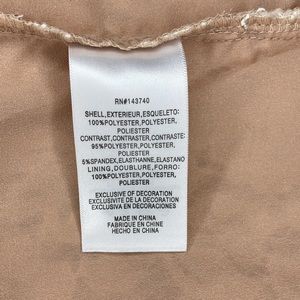 RN#143740
SHELL,EXTERIEUR,ESQUELETO:
100%POLYESTER,POLYESTER,
POLIESTER
CONTRAST,CONTRASTER,CONTRASTE:
95%POLYESTER,POLYESTER,
POLIESTER
5%SPANDEX,ELASTHANNE,ELASTANO
LINING,DOUBLURE,FORRO:
100%POLYESTER,POLYESTER,
POLIESTER
EXCLUSIVE OF DECORATION
EXCLUSIVITE DE LA DECORATION
EXCLUSIVA EN DECORACIONES
MADE IN CHINA
FABRIQUE EN CHINE
HECHO EN CHINA